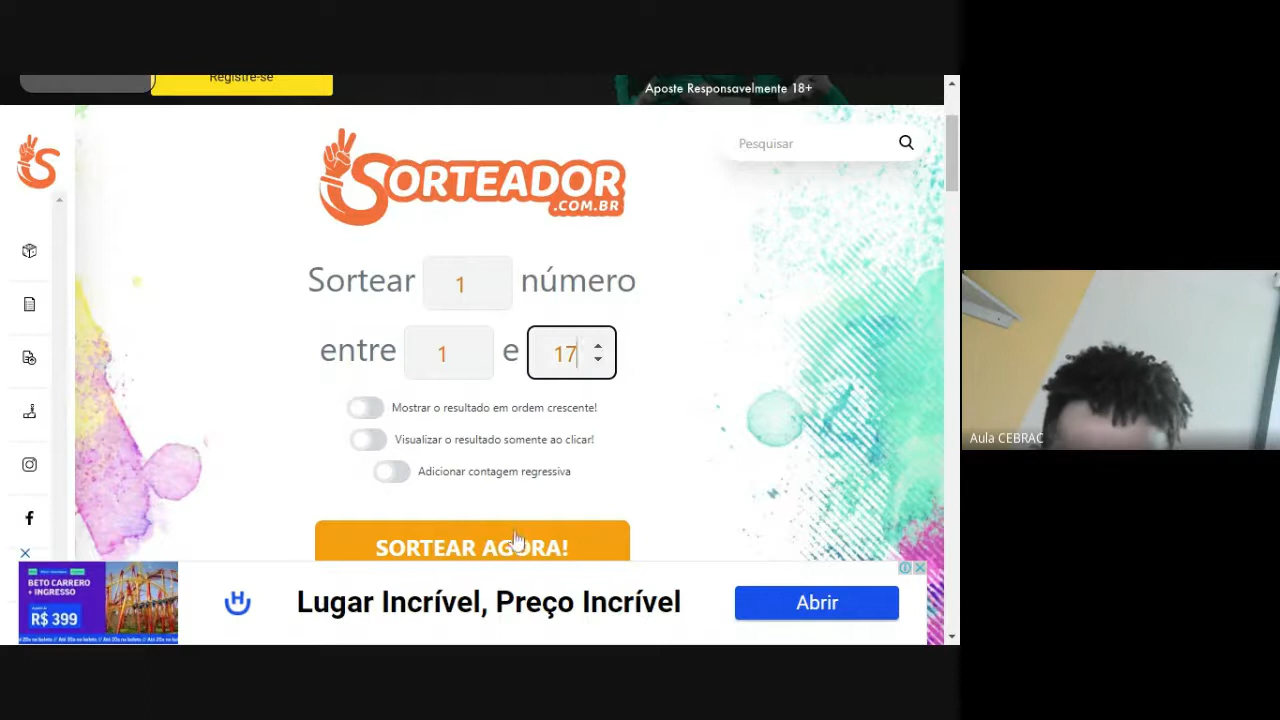 Registre-se
Aposte Responsavelmente 18+
Pesquisar
SORTEADOR
.COM.BR
Sortear 1 número
entre 1 e 17
Mostrar o resultado em ordem crescente!
Visualizar o resultado somente ao clicar!
Adicionar contagem regressiva
SORTEAR AGORA!
BETO CARRERO
+ INGRESSO
R$ 399
Lugar Incrível, Preço Incrível
Abrir
Aula CEBRAC